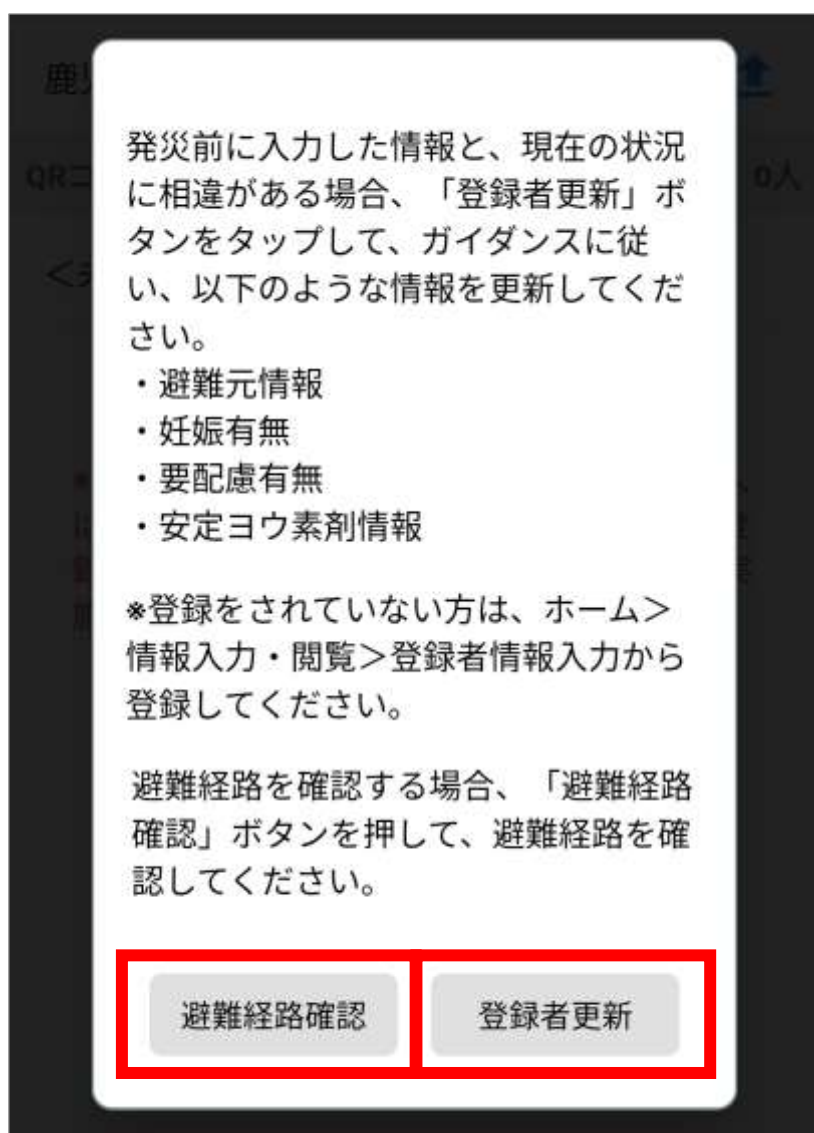 鹿
QRコ
0人
発災前に入力した情報と、現在の状況
に相違がある場合、「登録者更新」ボ
タンをタップして、ガイダンスに従
い、以下のような情報を更新してくだ
さい。
・避難元情報
・妊娠有無
・要配慮有無
・安定ヨウ素剤情報
※登録をされていない方は、ホーム＞
情報入力・閲覧＞登録者情報入力から
登録してください。
避難経路を確認する場合、「避難経路
確認」ボタンを押して、避難経路を確
認してください。
避難経路確認
登録者更新